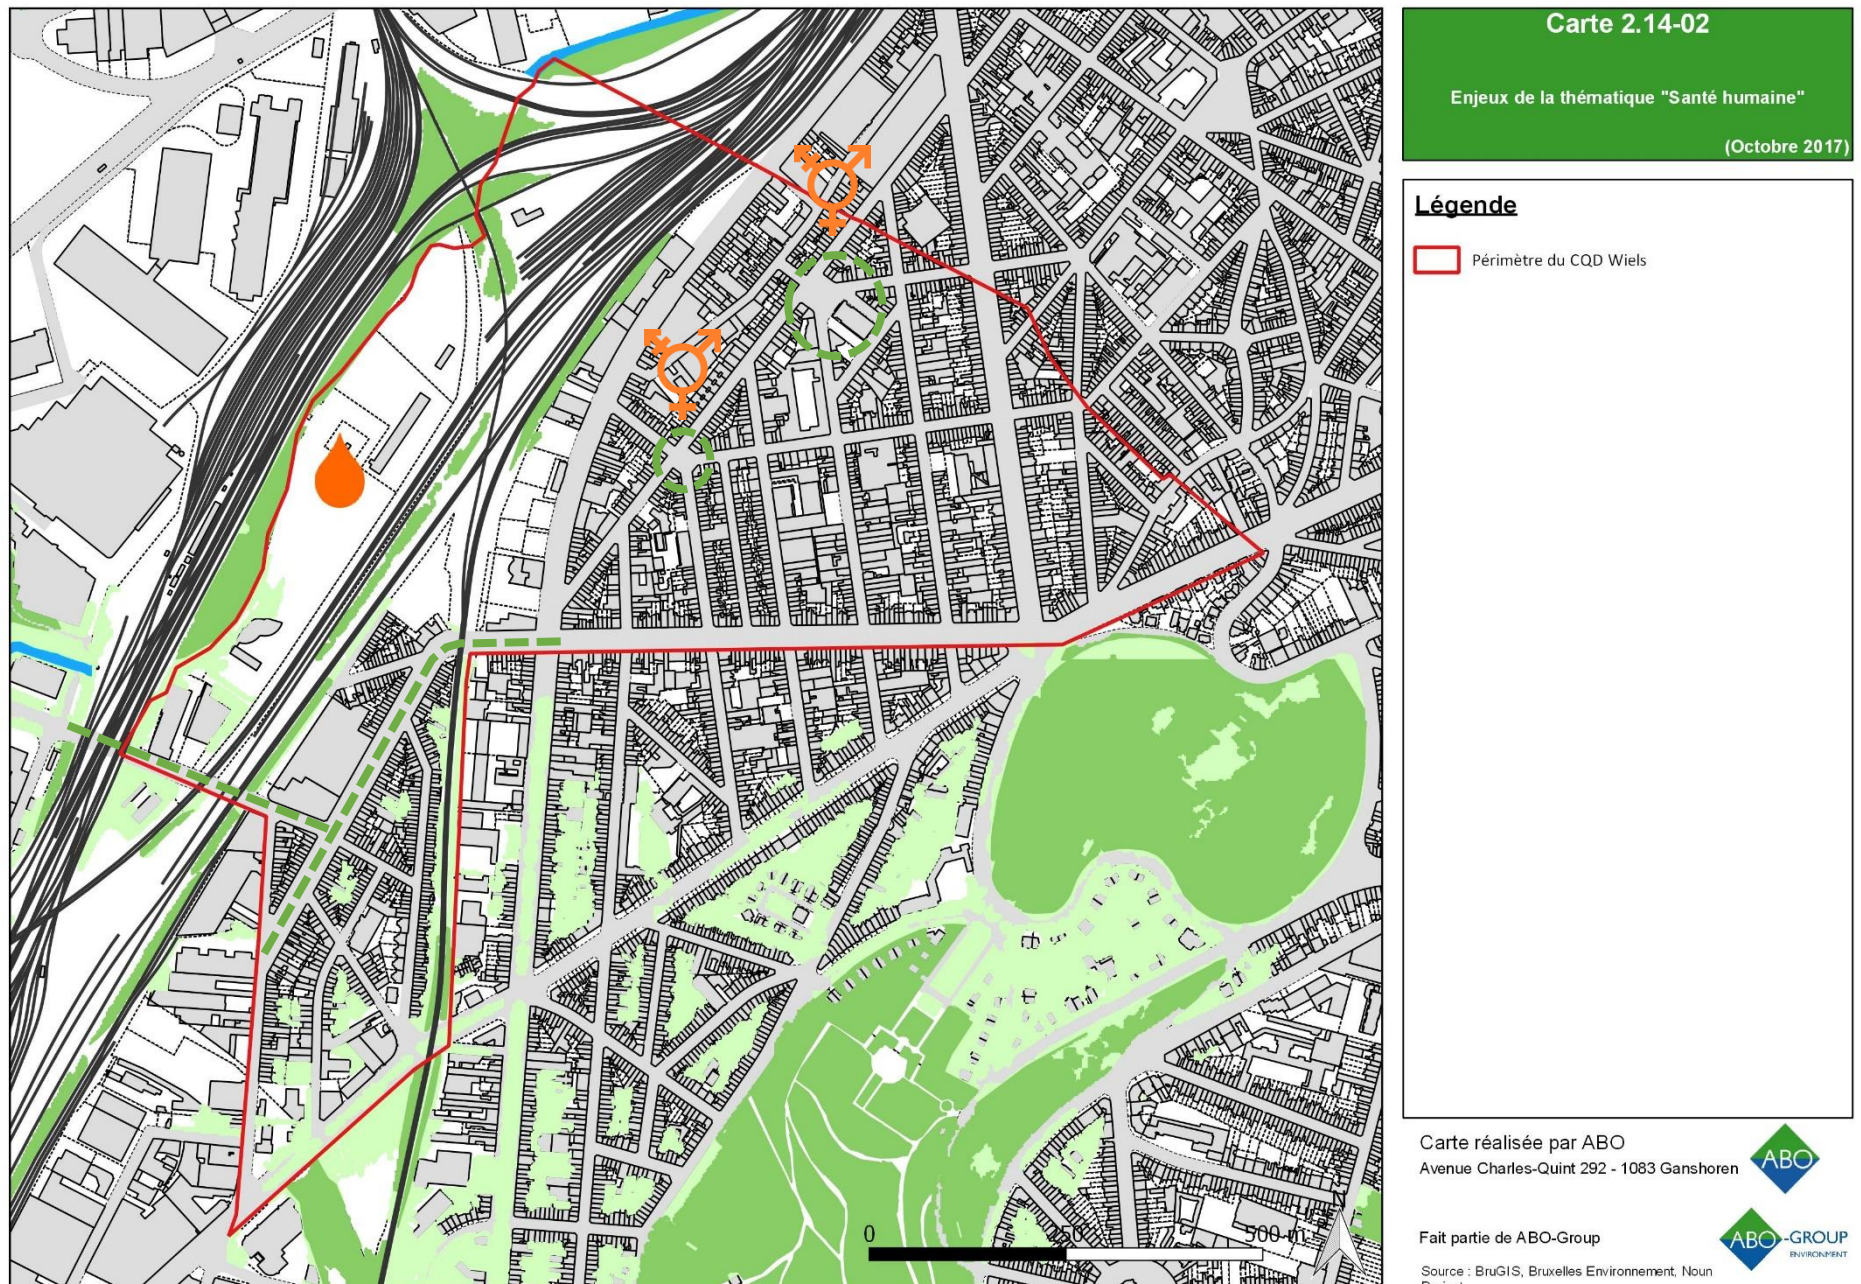 Carte 2.14-02
Enjeux de la thématique "Santé humaine"
(Octobre 2017)
Légende
Périmètre du CQD Wiels
0 250 500 m
Carte réalisée par ABO
Avenue Charles-Quint 292 - 1083 Ganshoren
ABO
Fait partie de ABO-Group
ABO-GROUP
ENVIRONMENT
Source : BruGIS, Bruxelles Environnement, Noun